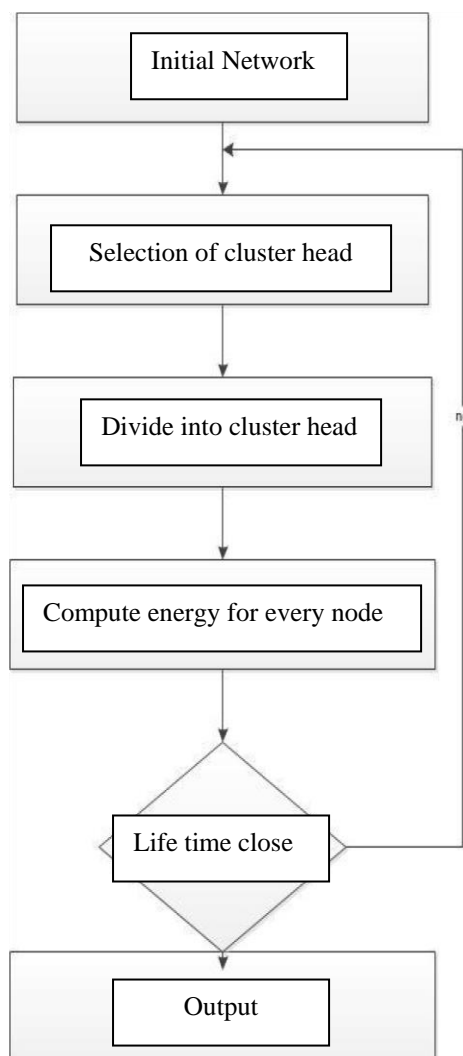 Initial Network
Selection of cluster head
Divide into cluster head
n
Compute energy for every node
Life time close
Output